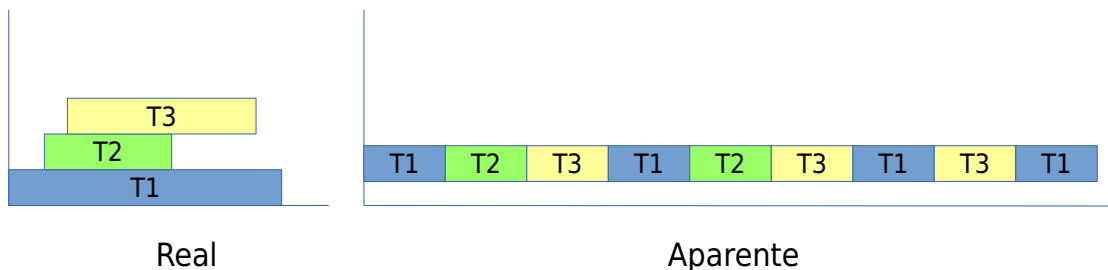 T3
T2
T1
T1 T2 T3 T1 T2 T3 T1 T3 T1
Real
Aparente